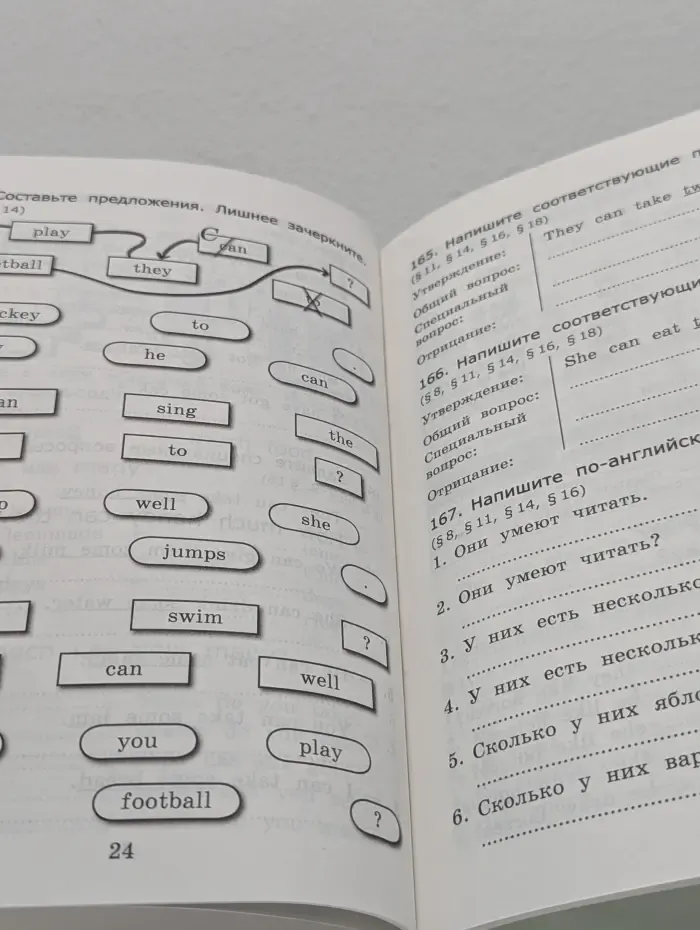 Составьте предложения. Лишнее зачеркните.
14)
play
can
they
?
to
to
he
.
can
an
sing
the
to
?
well
she
jumps
.
swim
?
can
well
you
play
football
?
24
165. Напишите соответствующие
(§ 11, § 14, § 16, § 18)
Утверждение: They can take
Общий вопрос:
Специальный
вопрос:
Отрицание:
166. Напишите соответствующи
(§ 8, § 11, § 14, § 16, § 18)
Утверждение: She can eat
Общий вопрос:
Специальный
вопрос:
Отрицание:
167. Напишите по-английск
(§ 8, § 11, § 14, § 16)
1. Они умеют читать.
2. Они умеют читать?
3. У них есть несколько
4. У них есть несколь
5. Сколько у них ябло
6. Сколько у них вар